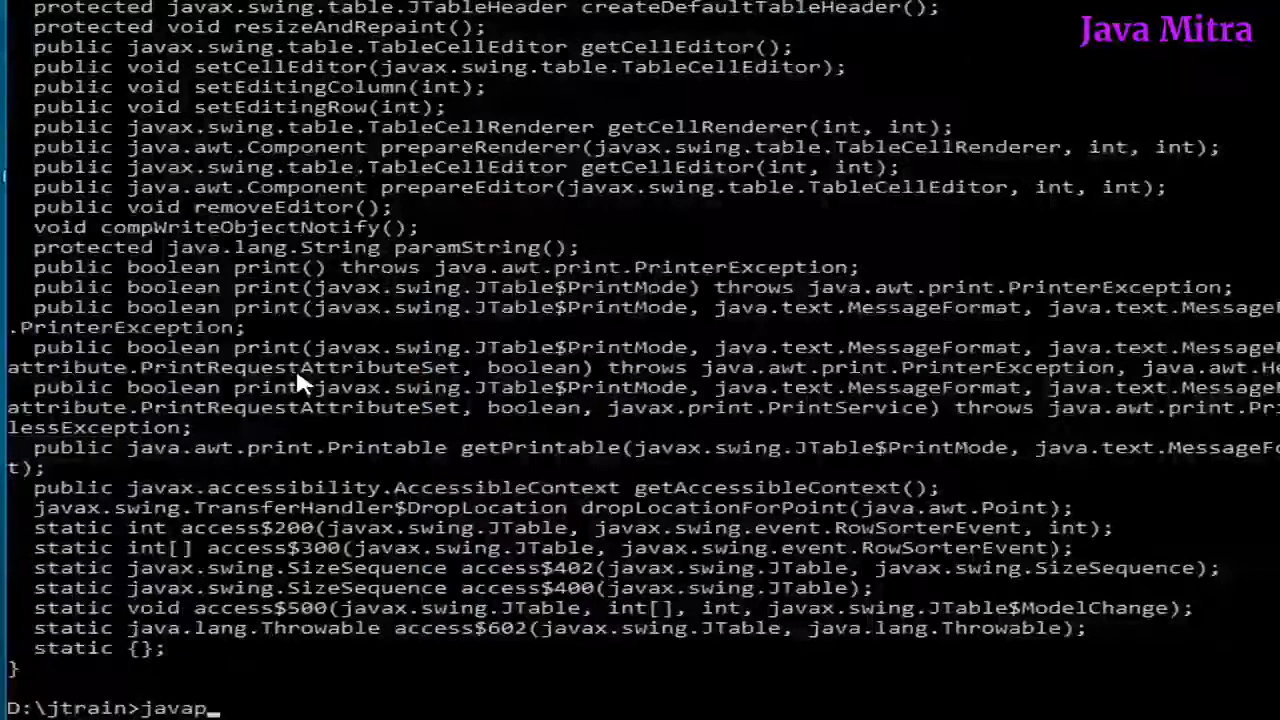 protected javax.swing.table.JTableHeader createDefaultTableHeader();
Java Mitra
protected void resizeAndRepaint();
public javax.swing.table.TableCellEditor getCellEditor();
public void setCellEditor(javax.swing.table.TableCellEditor);
public void setEditingColumn(int);
public void setEditingRow(int);
public javax.swing.table.TableCellRenderer getCellRenderer(int, int);
public java.awt.Component prepareRenderer(javax.swing.table.TableCellRenderer, int, int);
public javax.swing.table.TableCellEditor getCellEditor(int, int);
public java.awt.Component prepareEditor(javax.swing.table.TableCellEditor, int, int);
public void removeEditor();
void compWriteObjectNotify();
protected java.lang.String paramString();
public boolean print() throws java.awt.print.PrinterException;
public boolean print(javax.swing.JTable$PrintMode) throws java.awt.print.PrinterException;
public boolean print(javax.swing.JTable$PrintMode, java.text.MessageFormat, java.text.Message
.PrinterException;
public boolean print(javax.swing.JTable$PrintMode, java.text.MessageFormat, java.text.Message
attribute.PrintRequestAttributeSet, boolean) throws java.awt.print.PrinterException, java.awt.He
public boolean print(javax.swing.JTable$PrintMode, java.text.MessageFormat, java.text.Message
attribute.PrintRequestAttributeSet, boolean, javax.print.PrintService) throws java.awt.print.Pri
lessException;
public java.awt.print.Printable getPrintable(javax.swing.JTable$PrintMode, java.text.MessageFo
t);
public javax.accessibility.AccessibleContext getAccessibleContext();
javax.swing.TransferHandler$DropLocation dropLocationForPoint(java.awt.Point);
static int access$200(javax.swing.JTable, javax.swing.event.RowSorterEvent, int);
static int[] access$300(javax.swing.JTable, javax.swing.event.RowSorterEvent);
static javax.swing.SizeSequence access$402(javax.swing.JTable, javax.swing.SizeSequence);
static javax.swing.SizeSequence access$400(javax.swing.JTable);
static void access$500(javax.swing.JTable, int[], int, javax.swing.JTable$ModelChange);
static java.lang.Throwable access$602(javax.swing.JTable, java.lang.Throwable);
static {};
}
D:\jtrain>javap_